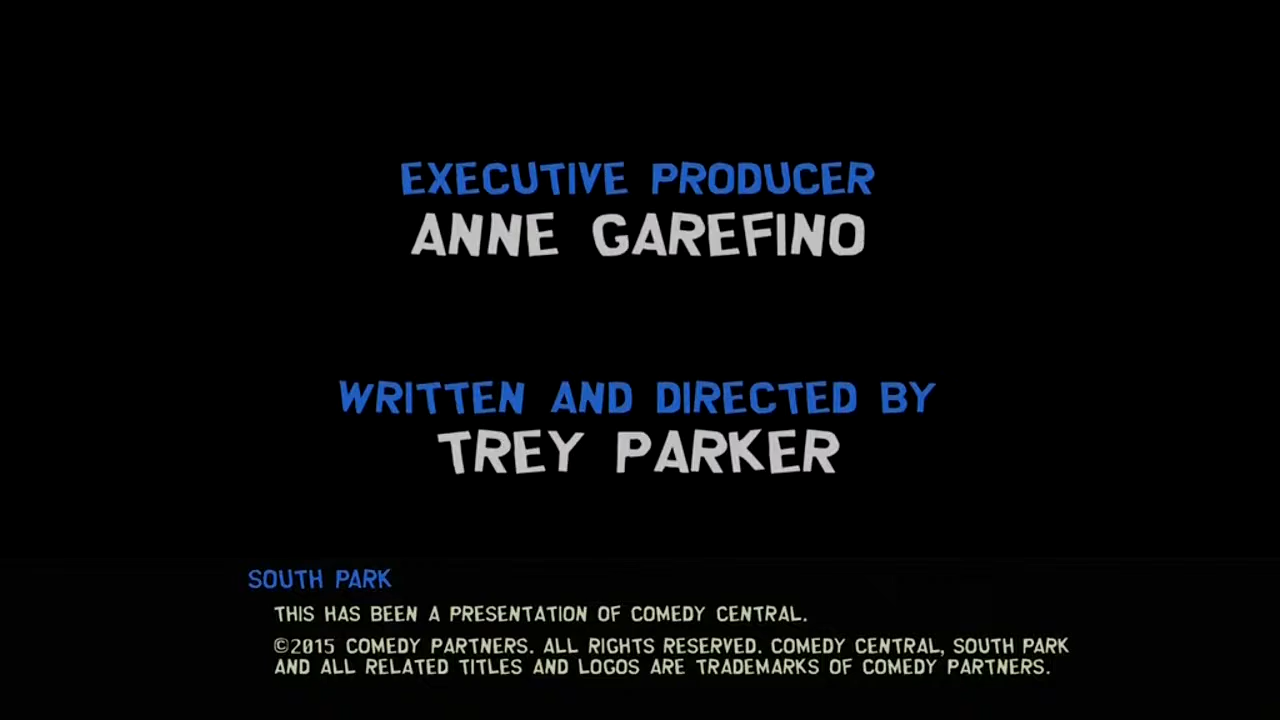 EXECUTIVE PRODUCER
ANNE GAREFINO
WRITTEN AND DIRECTED BY
TREY PARKER
SOUTH PARK
THIS HAS BEEN A PRESENTATION OF COMEDY CENTRAL.
©2015 COMEDY PARTNERS. ALL RIGHTS RESERVED. COMEDY CENTRAL, SOUTH PARK
AND ALL RELATED TITLES AND LOGOS ARE TRADEMARKS OF COMEDY PARTNERS.